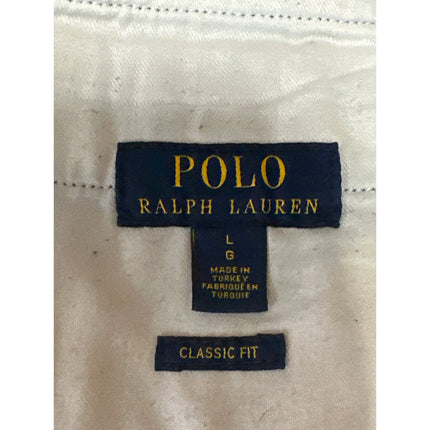 POLO
RALPH LAUREN
L
G
MADE IN
TURKEY
FABRIQUÉ EN
TURQUIE
CLASSIC FIT